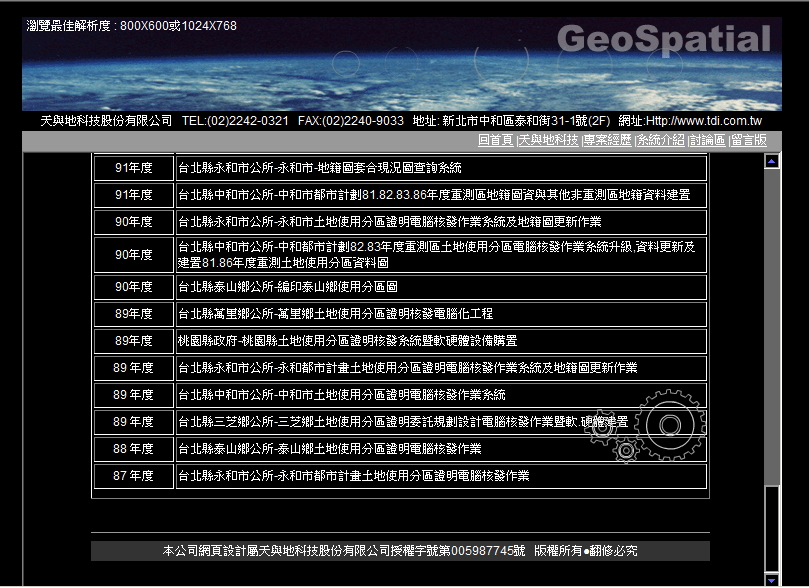 瀏覽最佳解析度 : 800X600或1024X768
GeoSpatial
天與地科技股份有限公司 TEL:(02)2242-0321 FAX:(02)2240-9033 地址: 新北市中和區泰和街31-1號(2F) 網址:Http://www.tdi.com.tw
回首頁 |天與地科技 |專案經歷 |系統介紹 |討論區 |留言版
91年度 台北縣永和市公所-永和市-地籍圖套合現況圖查詢系統
91年度 台北縣永和市公所-中和市都市計劃81.82.83.86年度重測區地籍圖資與其他非重測區地籍資料建置
90年度 台北縣永和市公所-永和市土地使用分區證明電腦核發作業系統及地籍圖更新作業
90年度 台北縣中和市公所-中和都市計劃82.83年度重測區土地使用分區電腦核發作業系統升級,資料更新及
建置81.86年度重測土地使用分區資料圖
90年度 台北縣泰山鄉公所-編印泰山鄉使用分區圖
89年度 台北縣萬里鄉公所-萬里鄉土地使用分區證明核發電腦化工程
89年度 桃園縣政府-桃園縣土地使用分區證明核發系統暨軟硬體設備購置
89 年度 台北縣永和市公所-永和都市計畫土地使用分區證明電腦核發作業系統及地籍圖更新作業
89 年度 台北縣中和市公所-中和市土地使用分區證明電腦核發作業系統
89 年度 台北縣三芝鄉公所-三芝鄉土地使用分區證明委託規劃設計電腦核發作業暨軟.硬體建置
88 年度 台北縣泰山鄉公所-泰山鄉土地使用分區證明電腦核發作業
87 年度 台北縣永和市公所-永和市都市計畫土地使用分區證明電腦核發作業
本公司網頁設計屬天與地科技股份有限公司授權字號第005987745號 版權所有●翻修必究